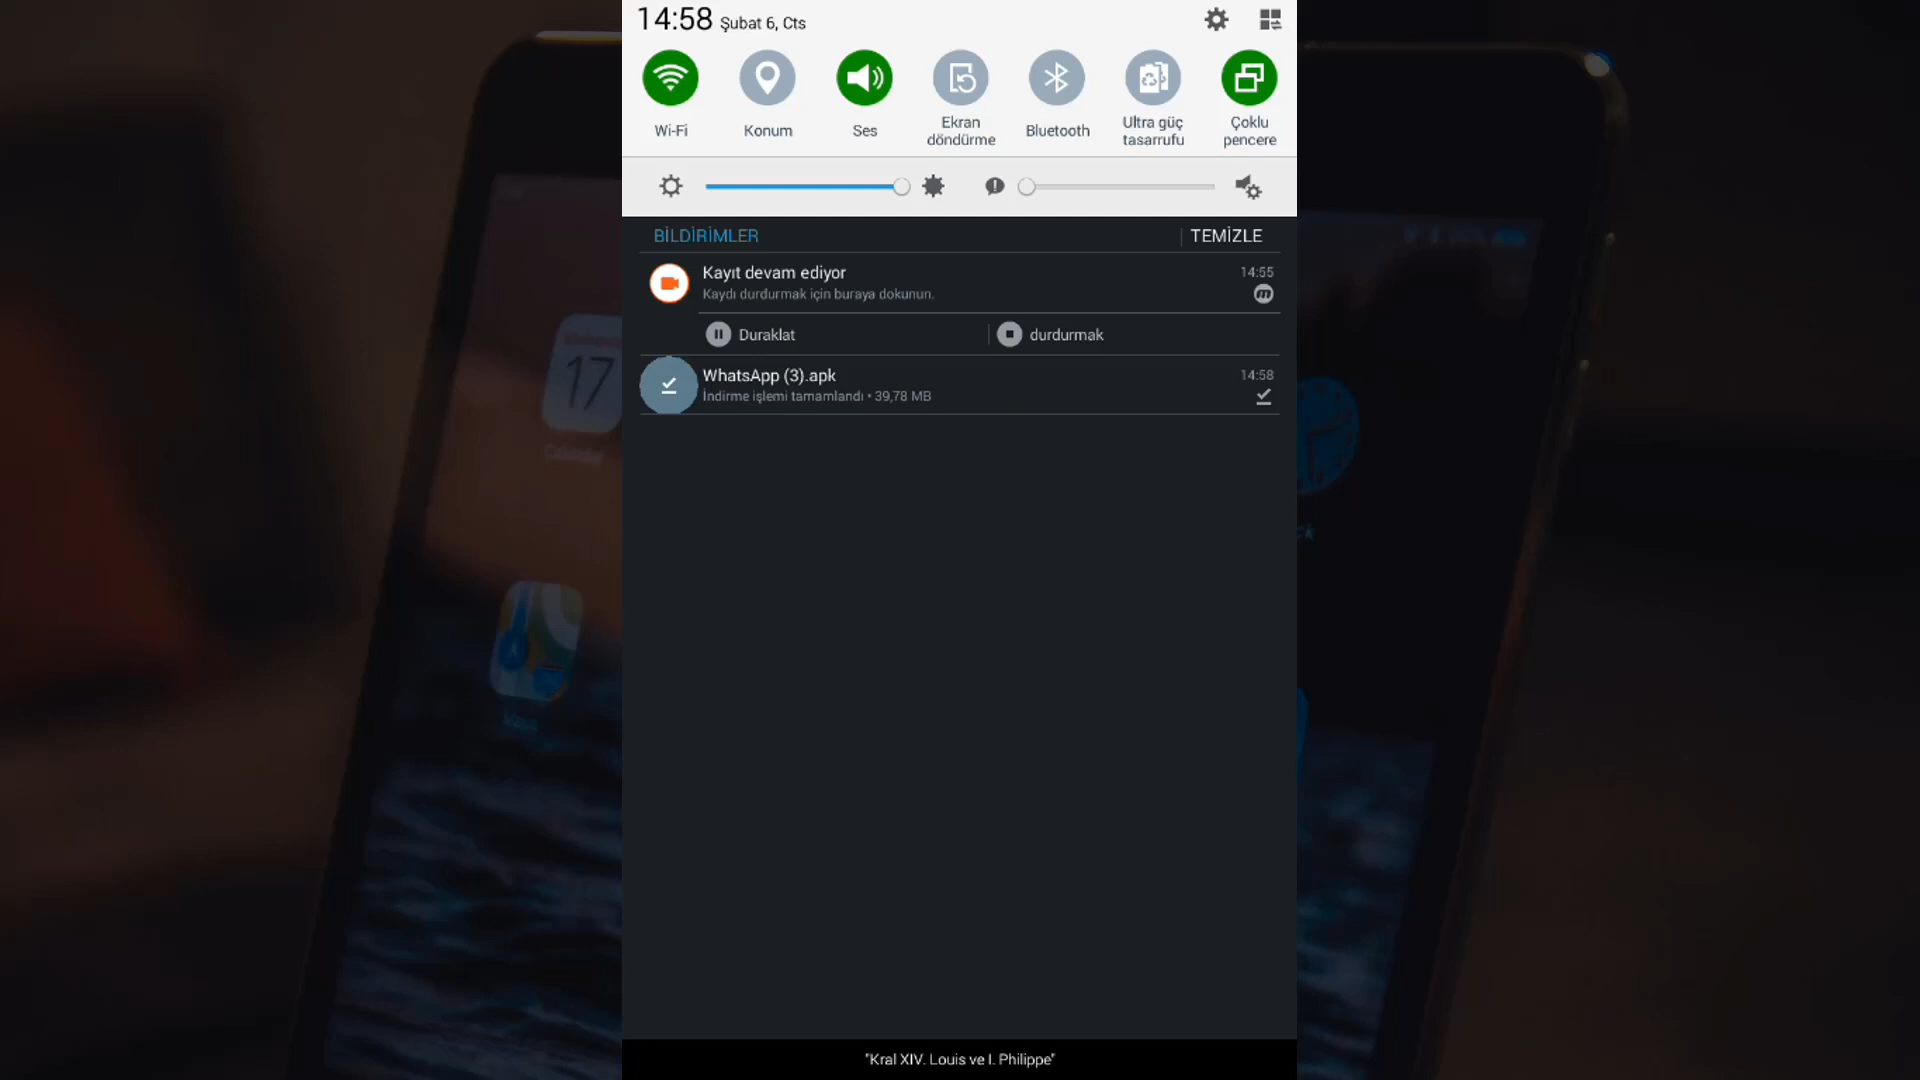 14:58 Şubat 6, Cts
Wi-Fi
Konum
Ses
Ekran
döndürme
Bluetooth
Ultra güç
tasarrufu
Çoklu
pencere
BİLDİRİMLER
TEMİZLE
Kayıt devam ediyor
14:55
Kaydı durdurmak için buraya dokunun.
Duraklat
durdurmak
WhatsApp (3).apk
14:58
İndirme işlemi tamamlandı • 39,78 MB
17
"Kral XIV. Louis ve I. Philippe"